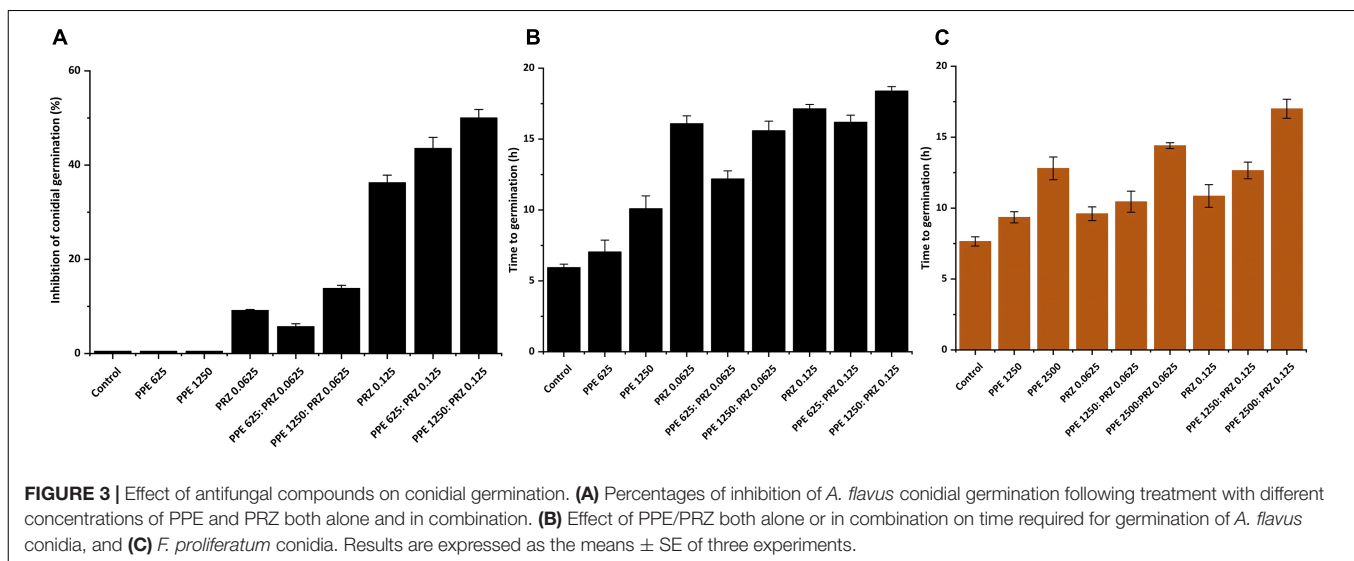 A
Inhibition of conidial germination (%)
60
40
20
0
Control
PPE 625
PPE 1250
PRZ 0.0625
PPE 625: PRZ 0.0625
PPE 1250: PRZ 0.0625
PRZ 0.125
PPE 625: PRZ 0.125
PPE 1250: PRZ 0.125
B
Time to germination (h)
20
15
10
5
0
Control
PPE 625
PPE 1250
PRZ 0.0625
PPE 625: PRZ 0.0625
PPE 1250: PRZ 0.0625
PRZ 0.125
PPE 625: PRZ 0.125
PPE 1250: PRZ 0.125
C
Time to germination (h)
20
15
10
5
0
Control
PPE 1250
PPE 2500
PRZ 0.0625
PPE 1250: PRZ 0.0625
PPE 2500:PRZ 0.0625
PRZ 0.125
PPE 1250: PRZ 0.125
PPE 2500: PRZ 0.125
FIGURE 3 | Effect of antifungal compounds on conidial germination. (A) Percentages of inhibition of A. flavus conidial germination following treatment with different
concentrations of PPE and PRZ both alone and in combination. (B) Effect of PPE/PRZ both alone or in combination on time required for germination of A. flavus
conidia, and (C) F. proliferatum conidia. Results are expressed as the means ± SE of three experiments.